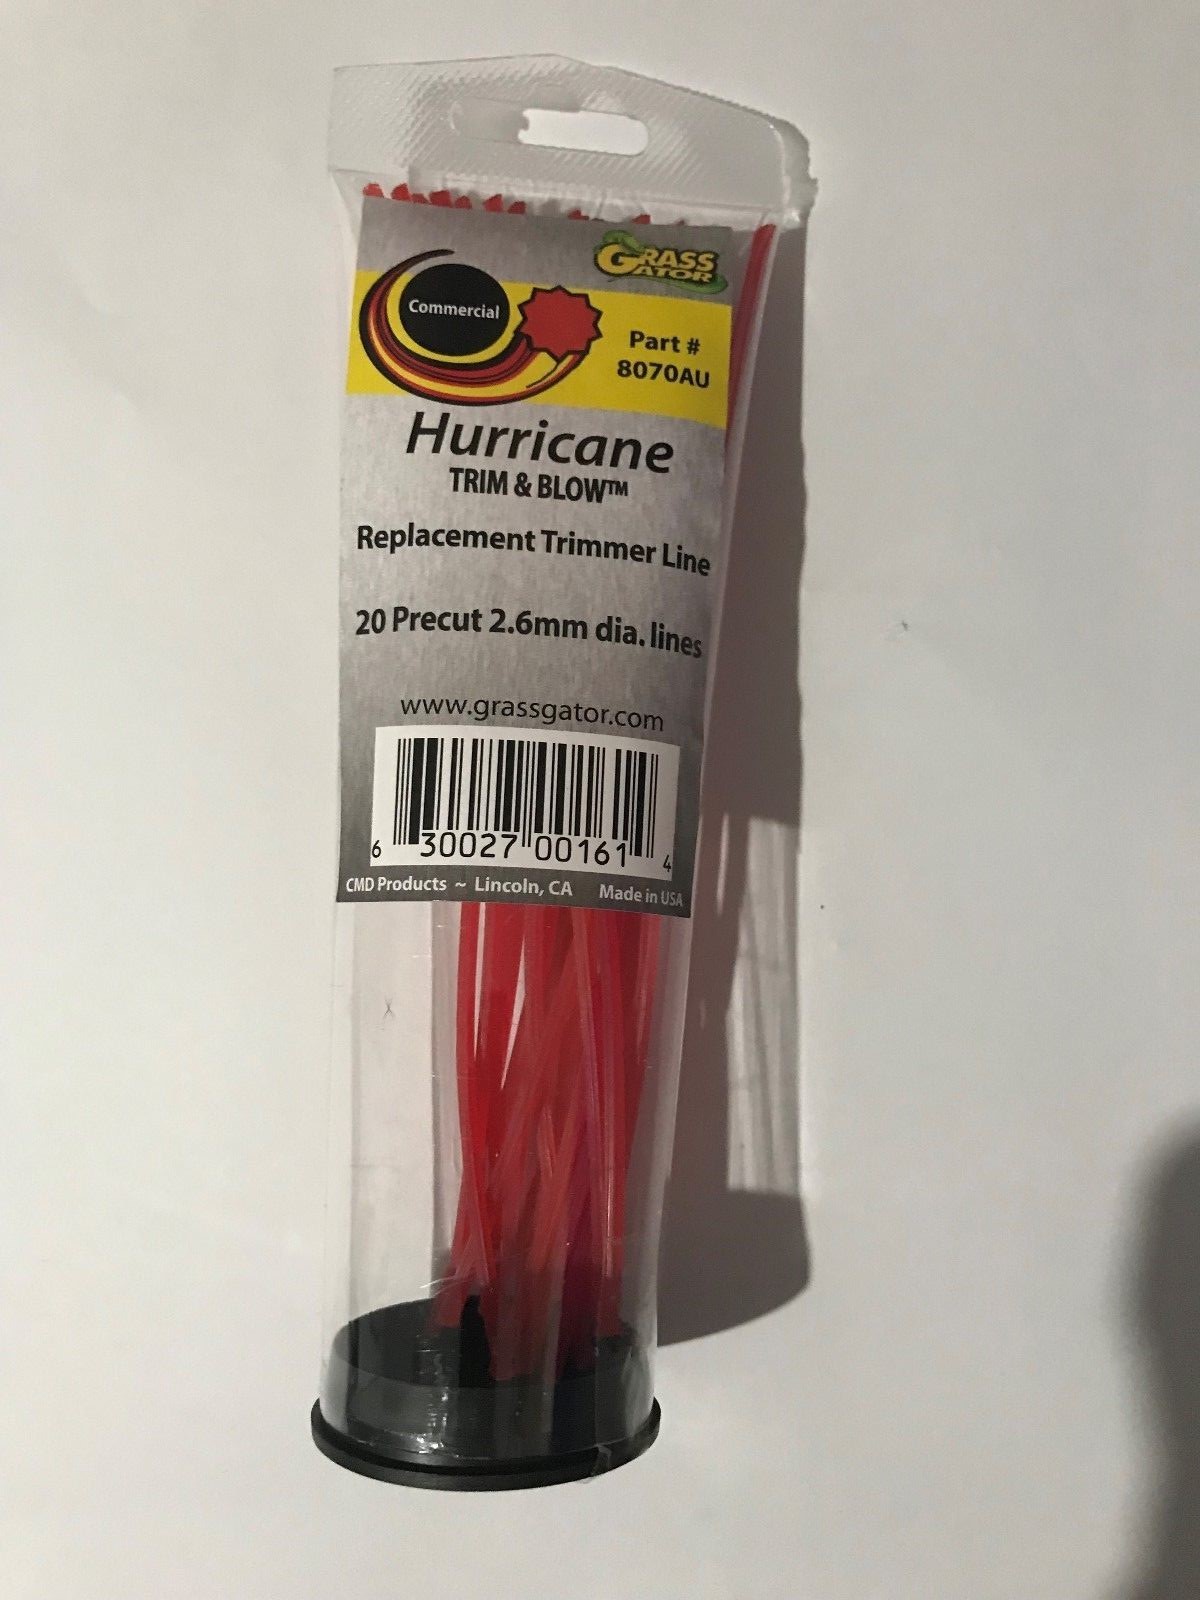 GRASS
GATOR
Commercial
Part #
8070AU
Hurricane
TRIM & BLOW™
Replacement Trimmer Line
20 Precut 2.6mm dia. lines
www.grassgator.com
6 30027 00161 4
CMD Products ~ Lincoln, CA Made in USA